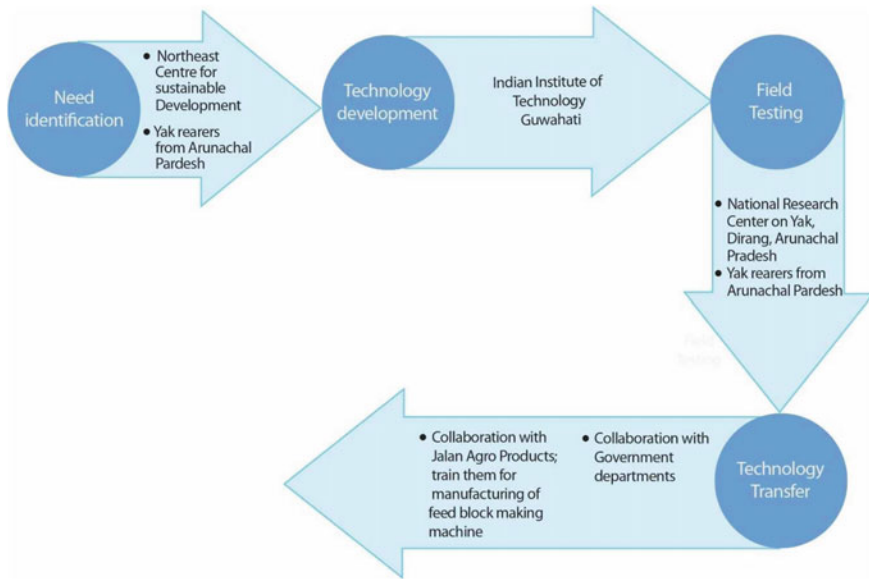 Need
identification
• Northeast
Centre for
sustainable
Development
• Yak rearers
from Arunachal
Pardesh
Technology
development
Indian Institute of
Technology
Guwahati
Field
Testing
• National Research
Center on Yak,
Dirang, Arunachal
Pradesh
• Yak rearers from
Arunachal Pardesh
Field
Testing
Technology
Transfer
• Collaboration with
Government
departments
• Collaboration with
Jalan Agro Products;
train them for
manufacturing of
feed block making
machine